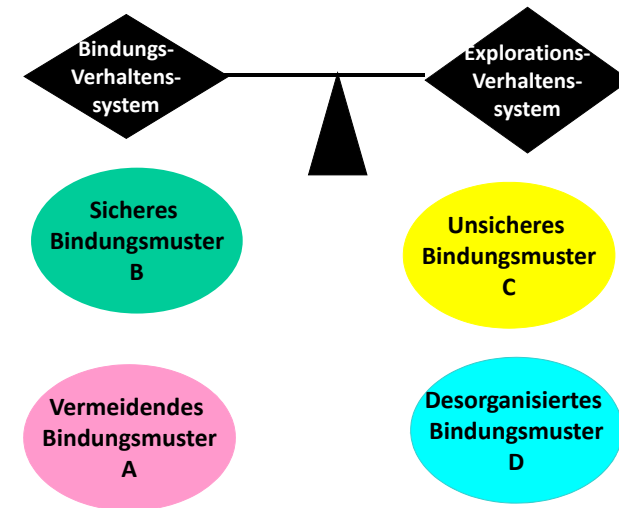 Bindungs-
Verhaltens-
system
Explorations-
Verhaltens-
system
Sicheres
Bindungsmuster
B
Unsicheres
Bindungsmuster
C
Vermeidendes
Bindungsmuster
A
Desorganisiertes
Bindungsmuster
D